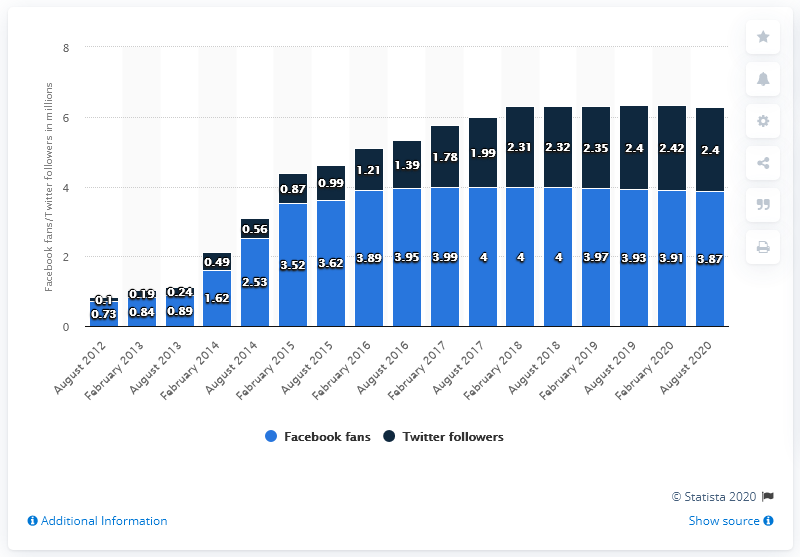 Facebook fans/Twitter followers in millions
8
6
4
2
0
0.1
0.19
0.24
0.49
0.56
0.87
0.99
1.21
1.39
1.78
1.99
2.31
2.32
2.35
2.4
2.42
2.4
0.73
0.84
0.89
1.62
2.53
3.52
3.62
3.89
3.95
3.99
4
4
4
3.97
3.93
3.91
3.87
August 2012
February 2013
August 2013
February 2014
August 2014
February 2015
August 2015
February 2016
August 2016
February 2017
August 2017
February 2018
August 2018
February 2019
August 2019
February 2020
August 2020
Facebook fans
Twitter followers
© Statista 2020
Additional Information
Show source